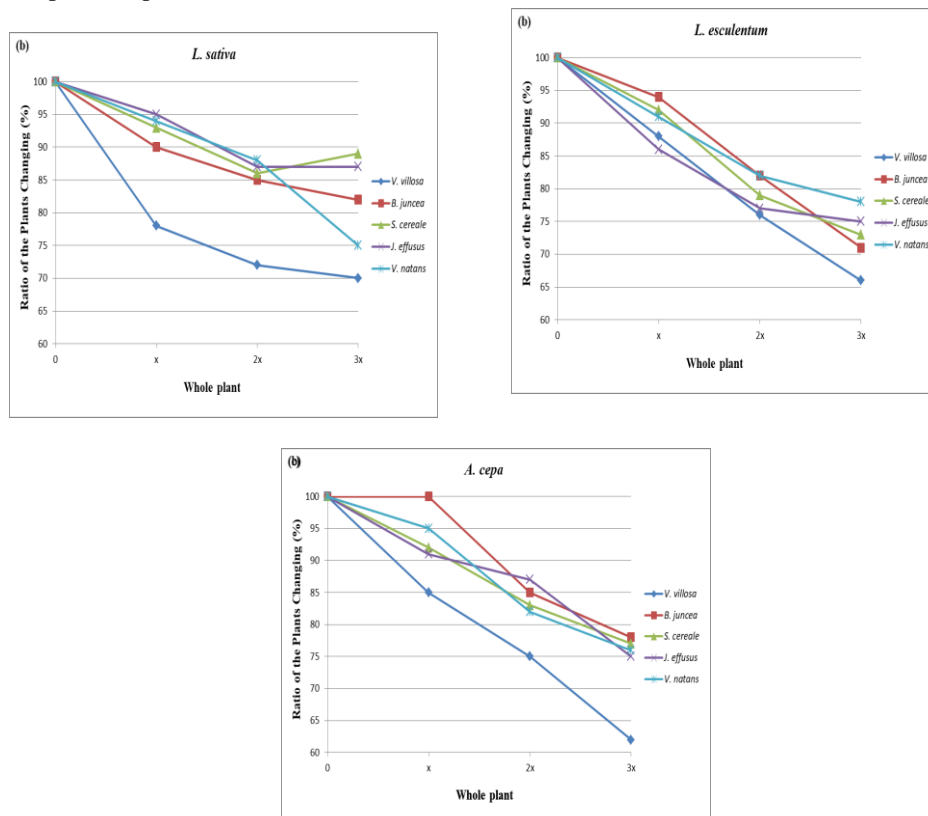 (b)
L. sativa
Ratio of the Plants Changing (%)
100
95
90
85
80
75
70
65
60
0 x 2x 3x
Whole plant
V. villosa
B. juncea
S. cereale
J. effusus
V. natans
(b)
L. esculentum
Ratio of the Plants Changing (%)
100
95
90
85
80
75
70
65
60
0 x 2x 3x
Whole plant
V. villosa
B. juncea
S. cereale
J. effusus
V. natans
(b)
A. cepa
Ratio of the Plants Changing (%)
100
95
90
85
80
75
70
65
60
0 x 2x 3x
Whole plant
V. villosa
B. juncea
S. cereale
J. effusus
V. natans